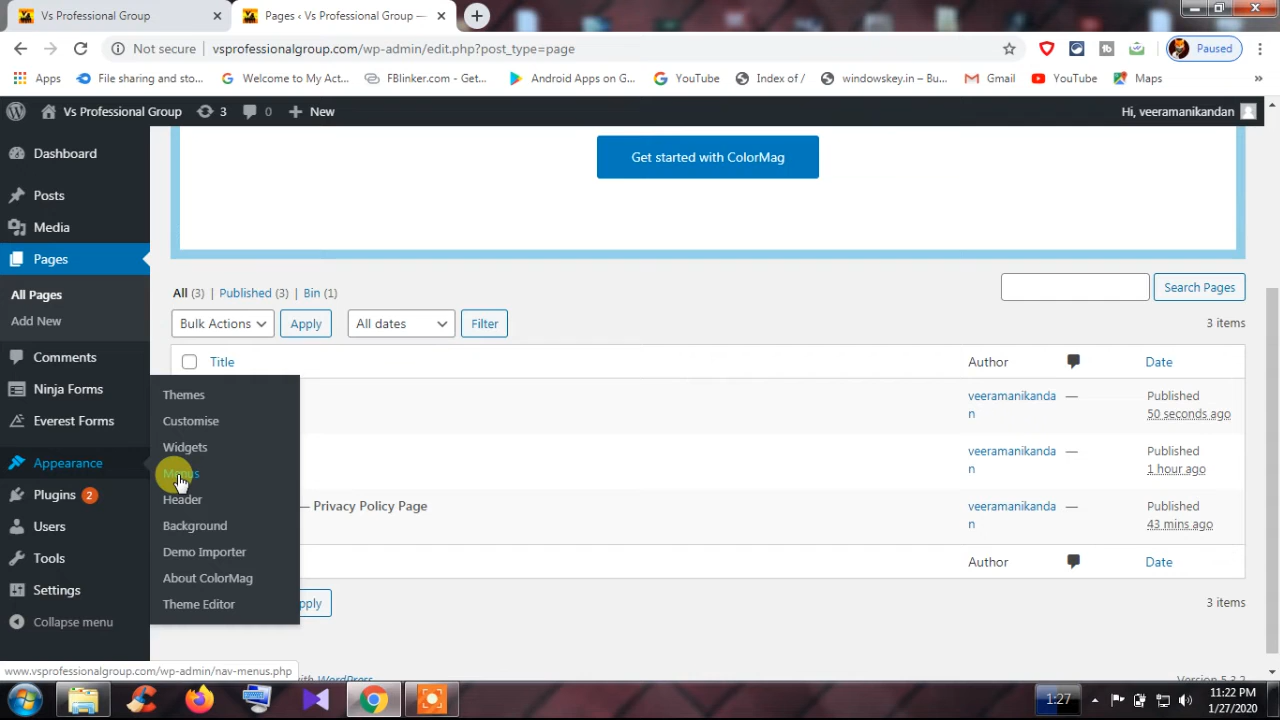 Vs Professional Group
Pages ‹ Vs Professional Group —
Not secure
vsprofessionalgroup.com/wp-admin/edit.php?post_type=page
Paused
Apps
File sharing and sto...
Welcome to My Act...
FBlinker.com - Get...
Android Apps on G...
YouTube
Index of /
windowskey.in – Bu...
Gmail
YouTube
Maps
»
Vs Professional Group
3
0
New
Hi, veeramanikandan
Dashboard
Posts
Media
Pages
All Pages
Add New
Comments
Ninja Forms
Everest Forms
Appearance
Plugins 2
Users
Tools
Settings
Collapse menu
Themes
Customise
Widgets
Menus
Header
Background
Demo Importer
About ColorMag
Theme Editor
Get started with ColorMag
All (3) | Published (3) | Bin (1)
Search Pages
Bulk Actions
Apply
All dates
Filter
3 items
Title
Author
Date
veeramanikanda
n
—
Published
50 seconds ago
veeramanikanda
n
—
Published
1 hour ago
— Privacy Policy Page
veeramanikanda
n
—
Published
43 mins ago
Author
Date
3 items
www.vsprofessionalgroup.com/wp-admin/nav-menus.php
1:27
11:22 PM
1/27/2020